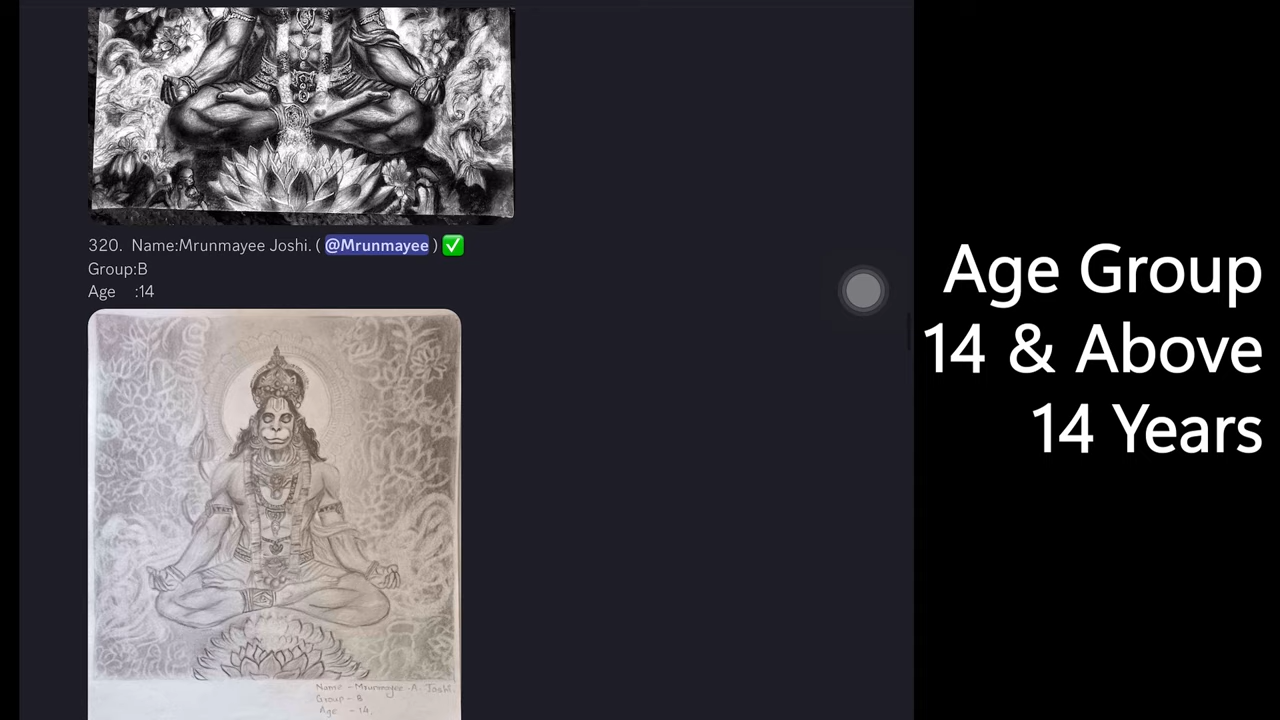 320. Name:Mrunmayee Joshi. ( @Mrunmayee ) ✅
Group:B
Age :14
Name - Mrunmayee -A. Joshi.
Group - B
Age - 14.
Age Group
14 & Above
14 Years